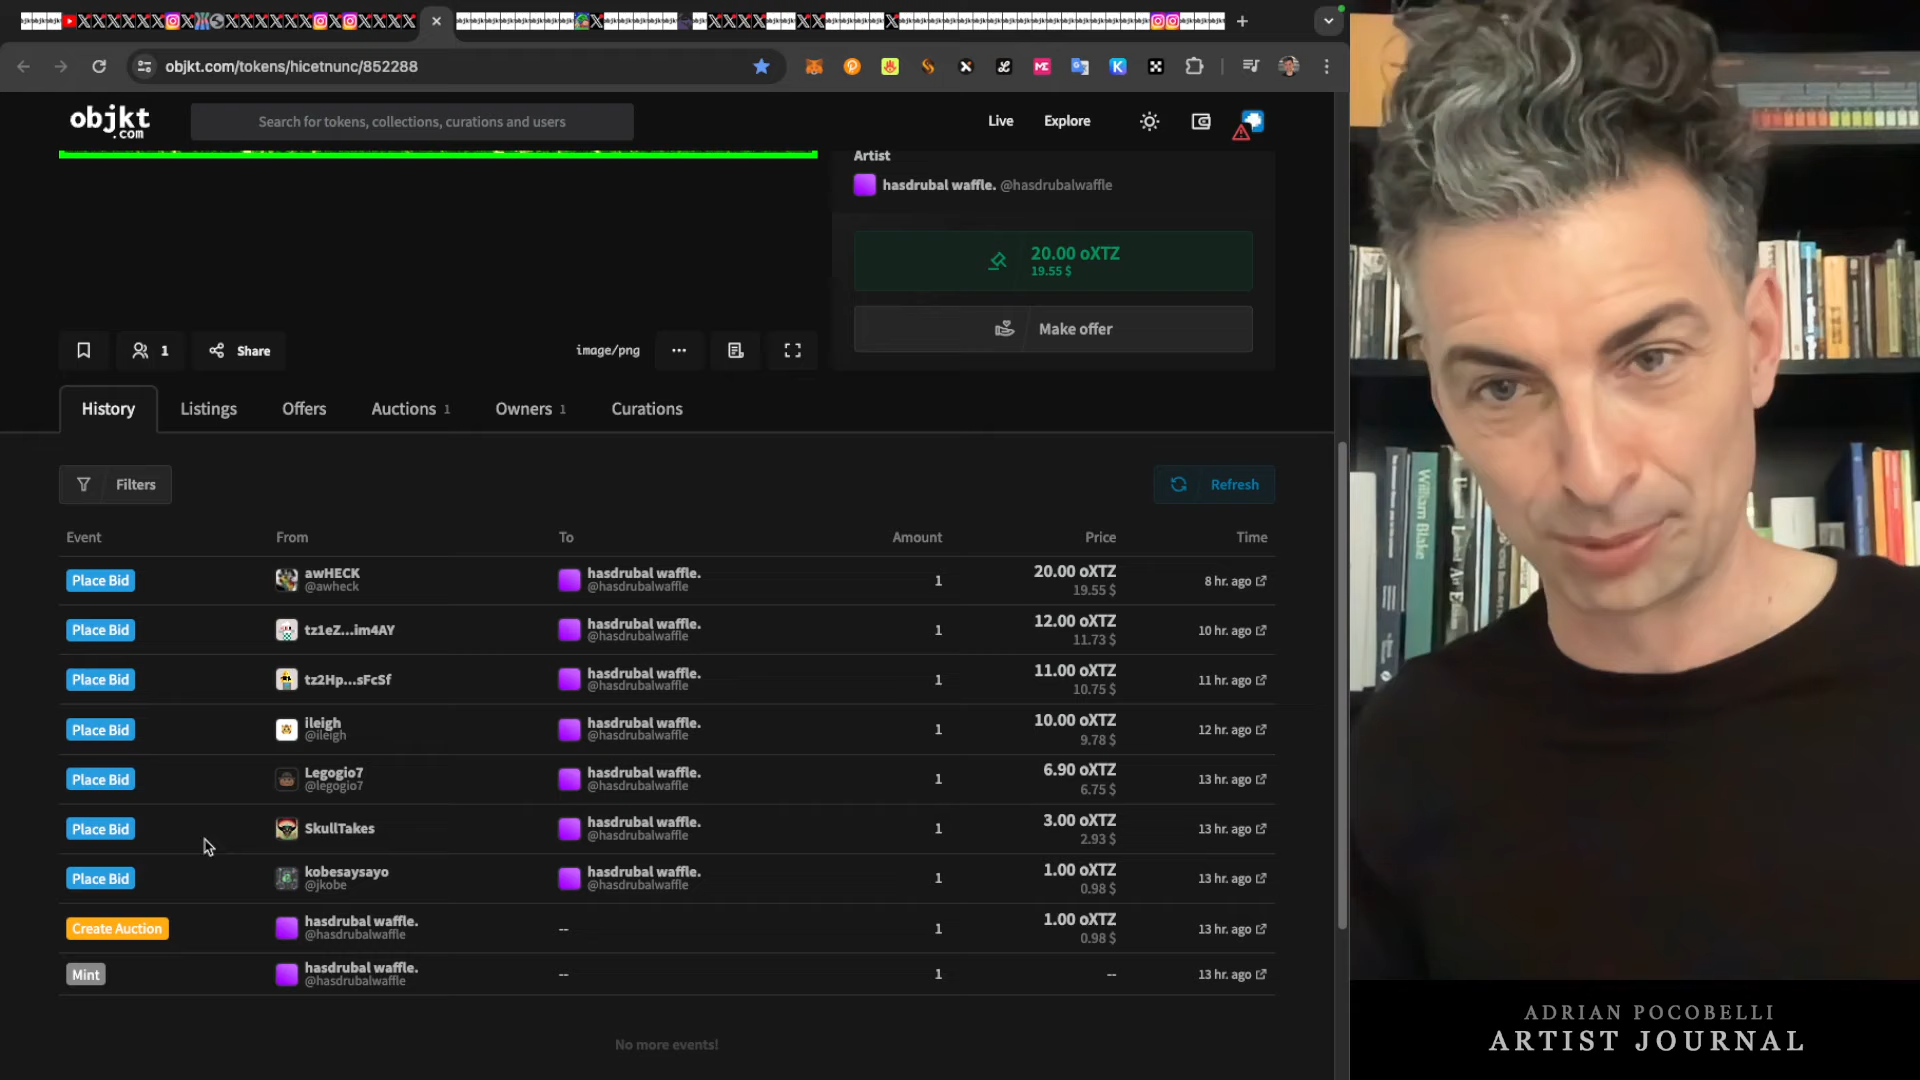 objkt.com/tokens/hicetnunc/852288
objkt
.com
Search for tokens, collections, curations and users
Live
Explore
Artist
hasdrubal waffle. @hasdrubalwaffle
20.00 oXTZ
19.55 $
Make offer
1
Share
image/png
History
Listings
Offers
Auctions 1
Owners 1
Curations
Filters
Refresh
Event From To Amount Price Time
Place Bid awHECK @awheck hasdrubal waffle. @hasdrubalwaffle 1 20.00 oXTZ 19.55 $ 8 hr. ago
Place Bid tz1eZ...im4AY hasdrubal waffle. @hasdrubalwaffle 1 12.00 oXTZ 11.73 $ 10 hr. ago
Place Bid tz2Hp...sFcSf hasdrubal waffle. @hasdrubalwaffle 1 11.00 oXTZ 10.75 $ 11 hr. ago
Place Bid ileigh @ileigh hasdrubal waffle. @hasdrubalwaffle 1 10.00 oXTZ 9.78 $ 12 hr. ago
Place Bid Legogio7 @legogio7 hasdrubal waffle. @hasdrubalwaffle 1 6.90 oXTZ 6.75 $ 13 hr. ago
Place Bid SkullTakes hasdrubal waffle. @hasdrubalwaffle 1 3.00 oXTZ 2.93 $ 13 hr. ago
Place Bid kobesaysayo @jkobe hasdrubal waffle. @hasdrubalwaffle 1 1.00 oXTZ 0.98 $ 13 hr. ago
Create Auction hasdrubal waffle. @hasdrubalwaffle -- 1 1.00 oXTZ 0.98 $ 13 hr. ago
Mint hasdrubal waffle. @hasdrubalwaffle -- 1 -- 13 hr. ago
No more events!
William Blake
ADRIAN POCOBELLI
ARTIST JOURNAL